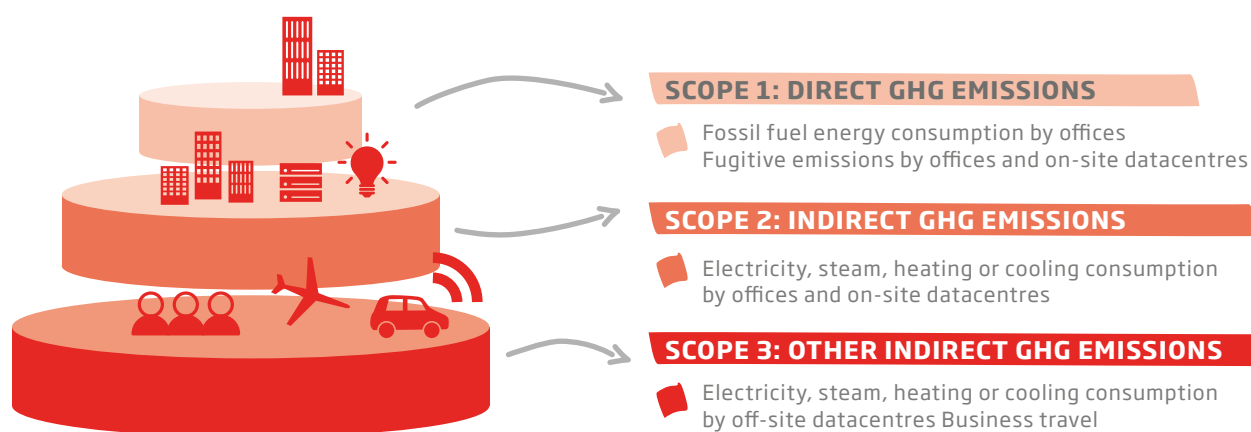 SCOPE 1: DIRECT GHG EMISSIONS
Fossil fuel energy consumption by offices
Fugitive emissions by offices and on-site datacentres
SCOPE 2: INDIRECT GHG EMISSIONS
Electricity, steam, heating or cooling consumption
by offices and on-site datacentres
SCOPE 3: OTHER INDIRECT GHG EMISSIONS
Electricity, steam, heating or cooling consumption
by off-site datacentres Business travel